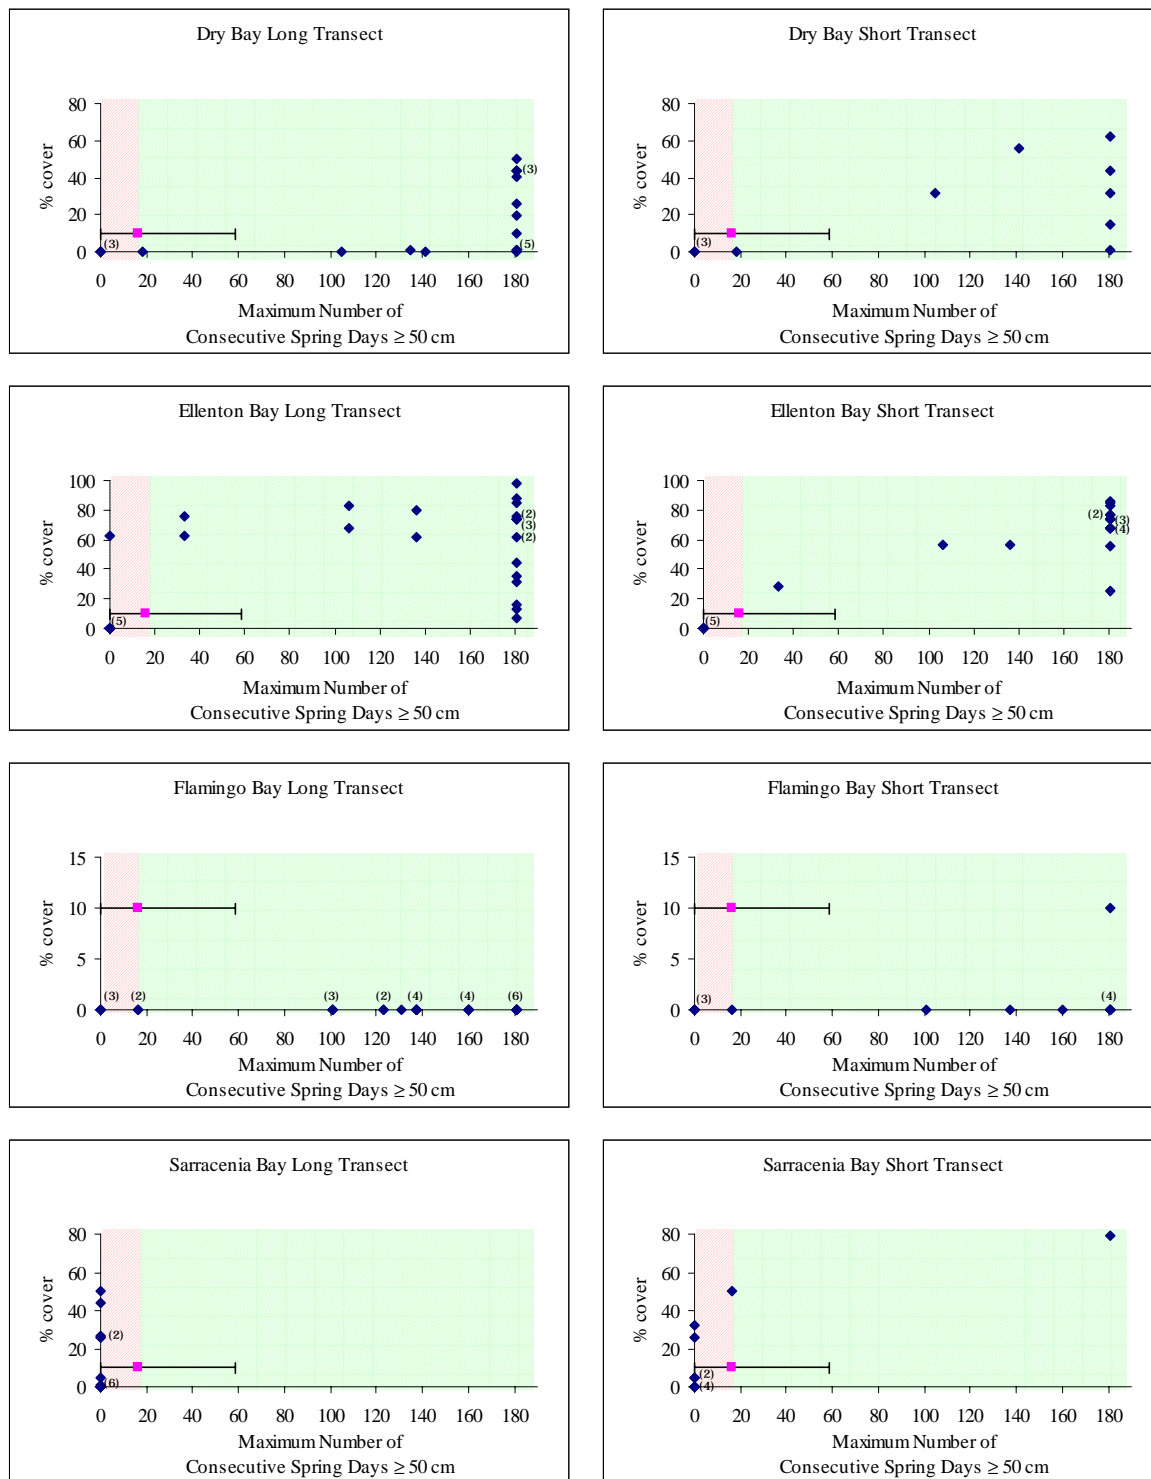 Dry Bay Long Transect
80
60
40
20
0
% cover
(3)
(3)
(5)
0 20 40 60 80 100 120 140 160 180
Maximum Number of
Consecutive Spring Days ≥ 50 cm
Dry Bay Short Transect
80
60
40
20
0
% cover
(3)
0 20 40 60 80 100 120 140 160 180
Maximum Number of
Consecutive Spring Days ≥ 50 cm
Ellenton Bay Long Transect
100
80
60
40
20
0
% cover
(2)
(3)
(2)
(5)
0 20 40 60 80 100 120 140 160 180
Maximum Number of
Consecutive Spring Days ≥ 50 cm
Ellenton Bay Short Transect
100
80
60
40
20
0
% cover
(2)
(3)
(4)
(5)
0 20 40 60 80 100 120 140 160 180
Maximum Number of
Consecutive Spring Days ≥ 50 cm
Flamingo Bay Long Transect
15
10
5
0
% cover
(3) (2) (3) (2) (4) (4) (6)
0 20 40 60 80 100 120 140 160 180
Maximum Number of
Consecutive Spring Days ≥ 50 cm
Flamingo Bay Short Transect
15
10
5
0
% cover
(3) (4)
0 20 40 60 80 100 120 140 160 180
Maximum Number of
Consecutive Spring Days ≥ 50 cm
Sarracenia Bay Long Transect
80
60
40
20
0
% cover
(2)
(6)
0 20 40 60 80 100 120 140 160 180
Maximum Number of
Consecutive Spring Days ≥ 50 cm
Sarracenia Bay Short Transect
80
60
40
20
0
% cover
(2)
(4)
0 20 40 60 80 100 120 140 160 180
Maximum Number of
Consecutive Spring Days ≥ 50 cm